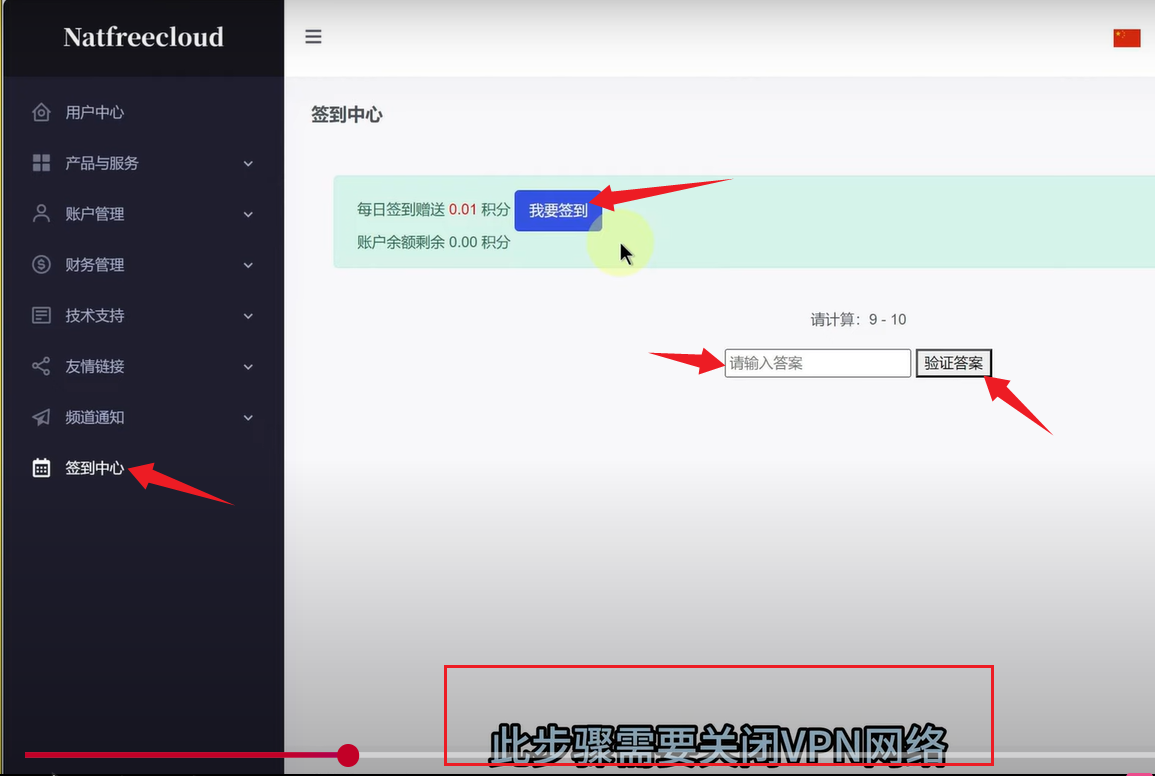 Natfreecloud
用户中心
产品与服务
账户管理
财务管理
技术支持
友情链接
频道通知
签到中心
签到中心
每日签到赠送 0.01 积分 我要签到
账户余额剩余 0.00 积分
请计算：9 - 10
请输入答案 验证答案
此步骤需要关闭VPN网络